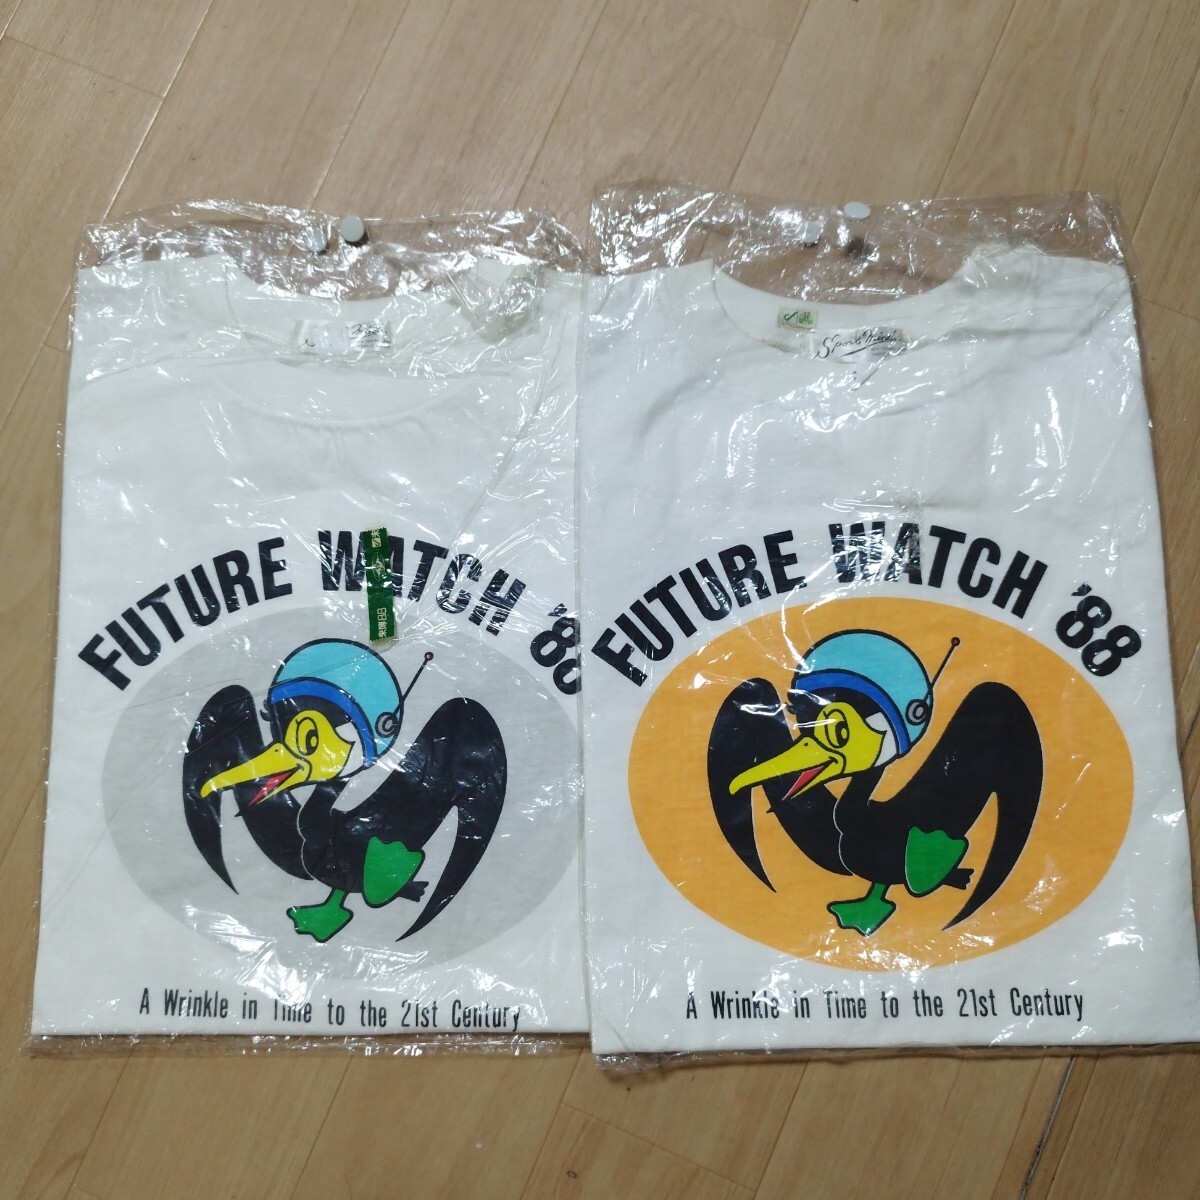 FUTURE WATCH '88
A Wrinkle in Time to the 21st Century
Sports
FUTURE WATCH '88
A Wrinkle in Time to the 21st Century